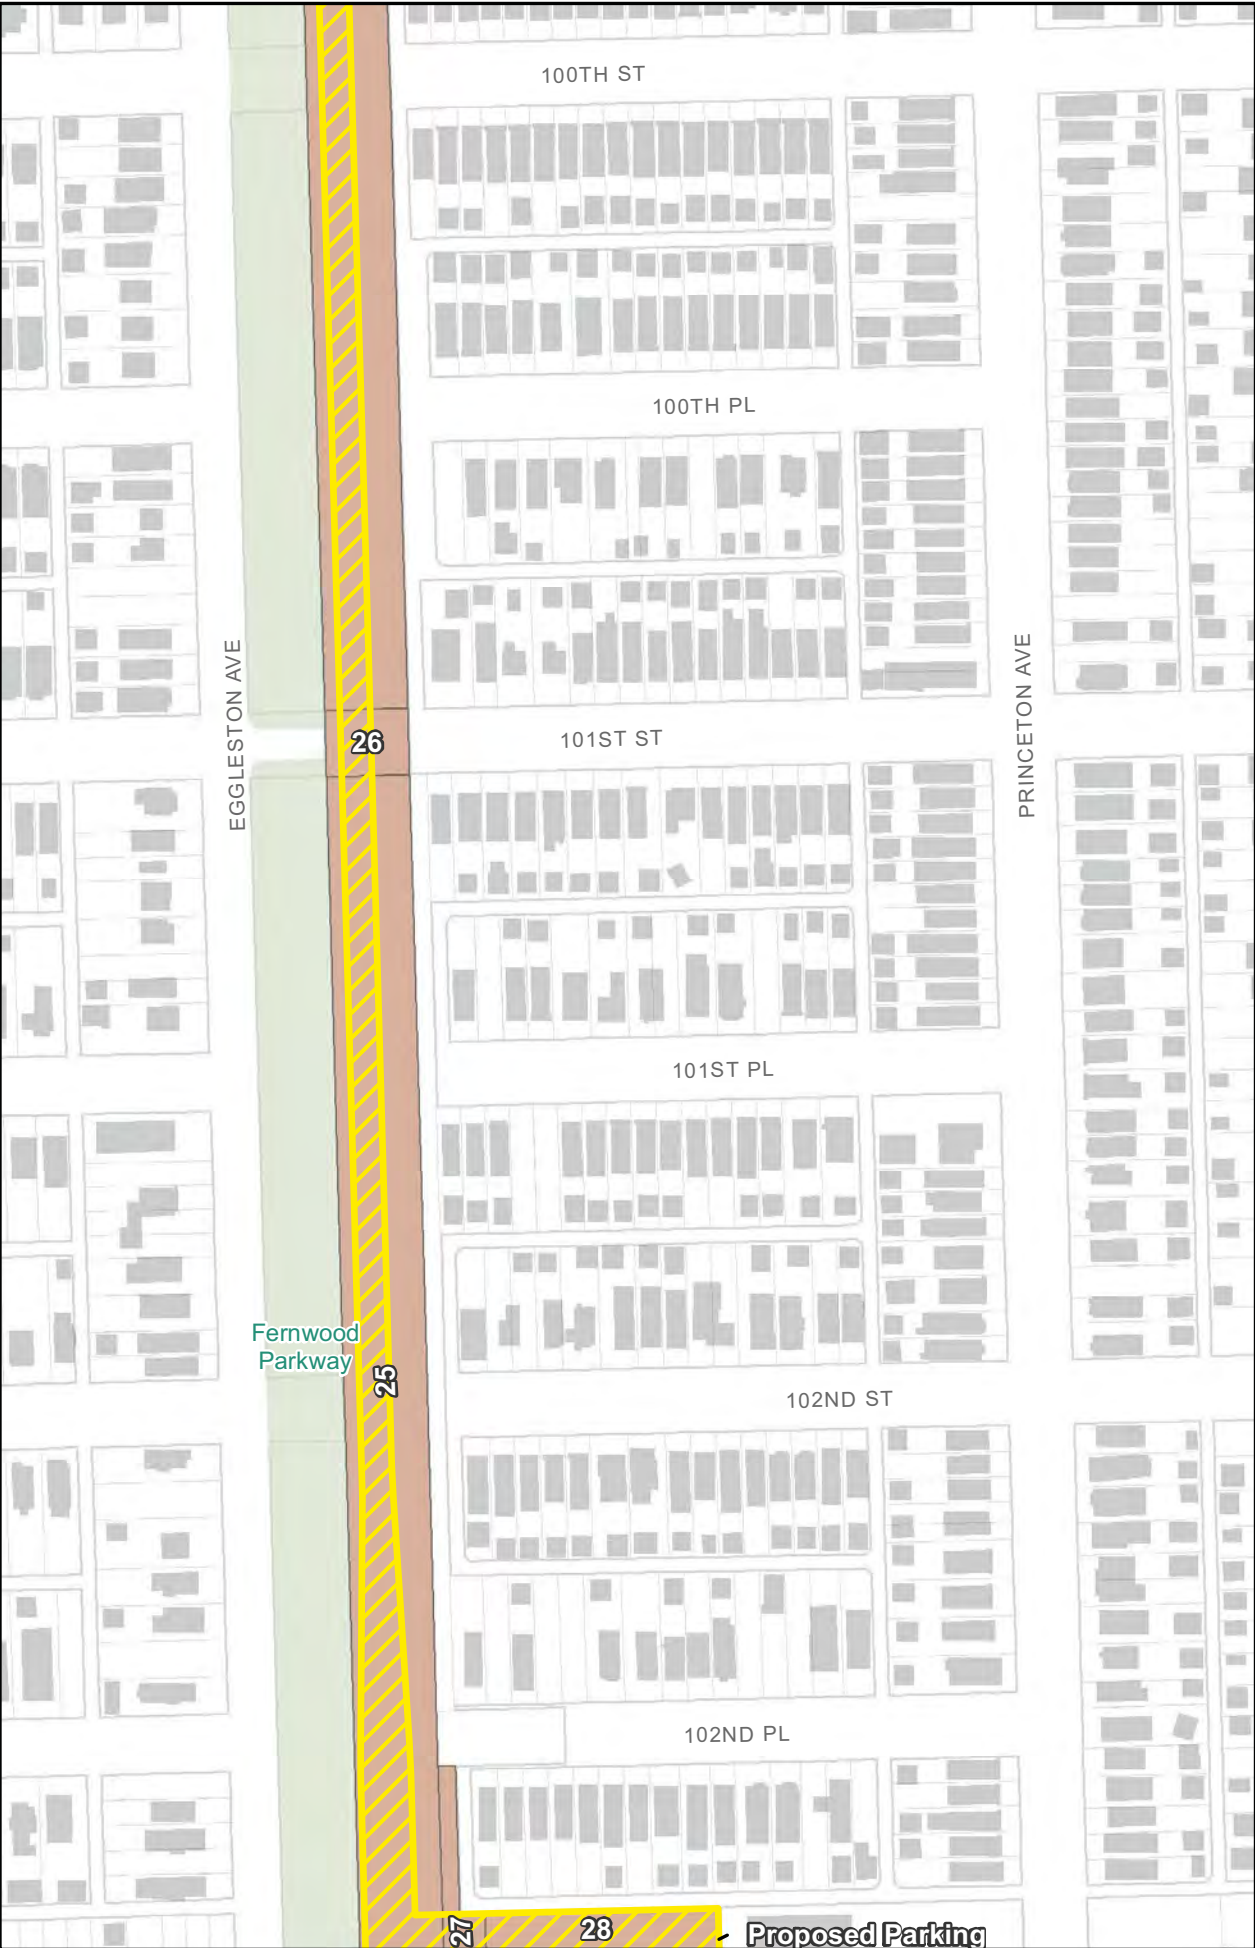 100TH ST
100TH PL
EGGLESTON AVE
PRINCETON AVE
26
101ST ST
101ST PL
Fernwood
Parkway
25
102ND ST
102ND PL
27
28
Proposed Parking